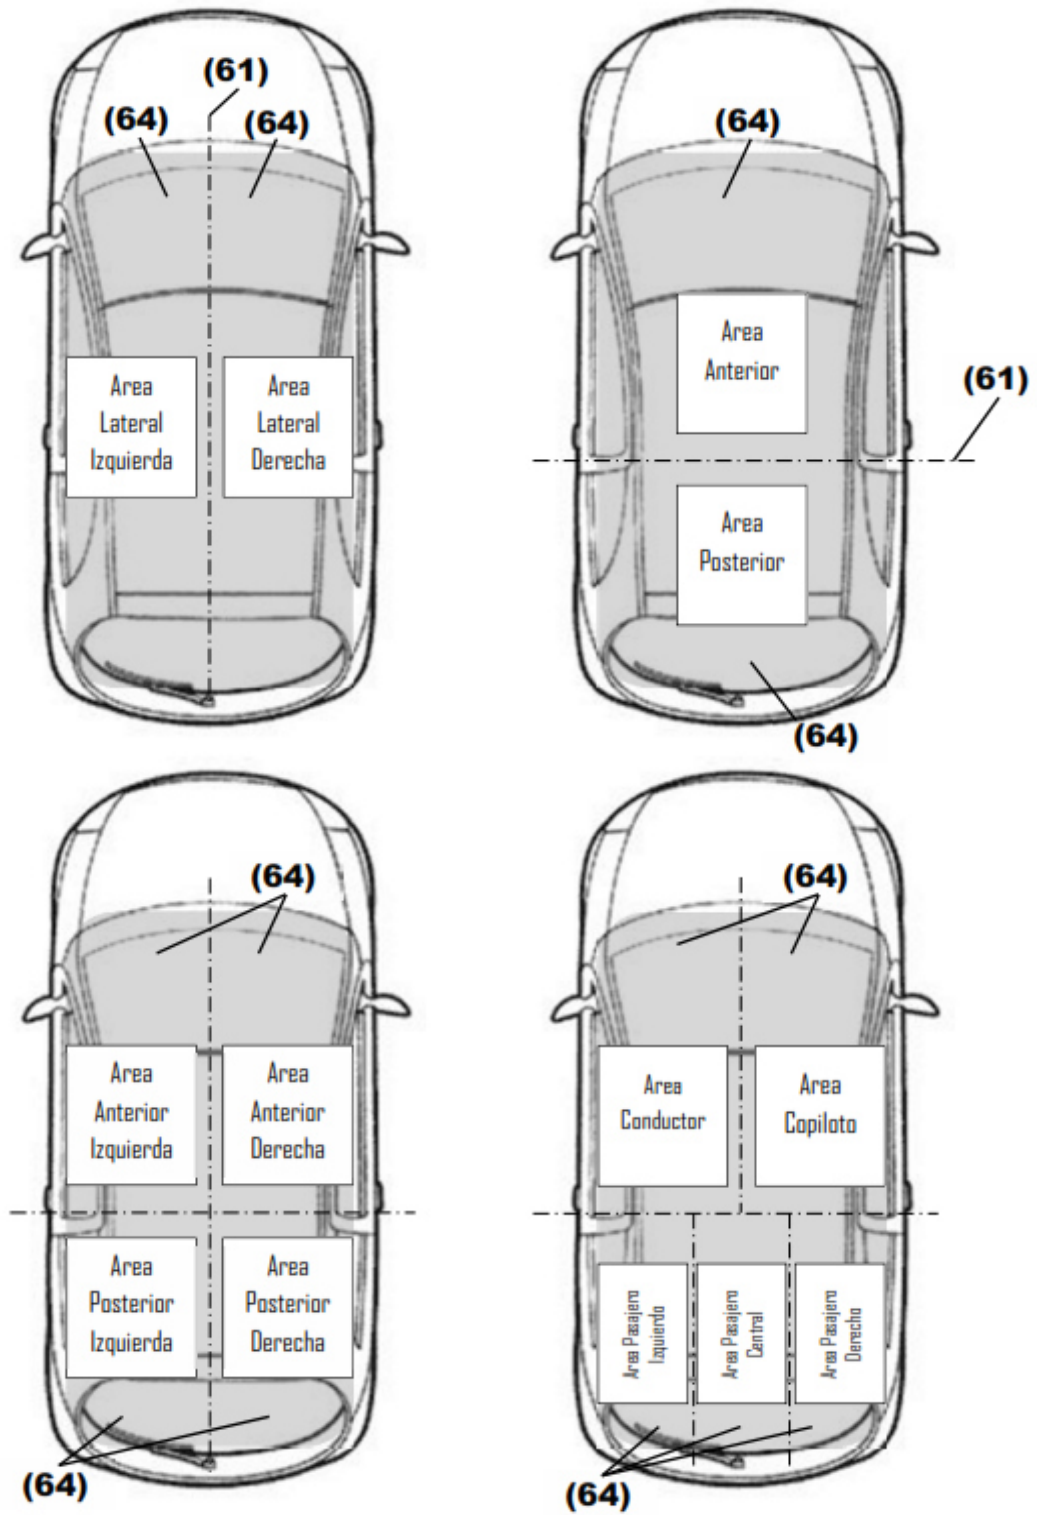 (61)
(64)
(64)
Area
Lateral
Izquierda
Area
Lateral
Derecha
(64)
Area
Anterior
(61)
Area
Posterior
(64)
(64)
Area
Anterior
Izquierda
Area
Anterior
Derecha
Area
Posterior
Izquierda
Area
Posterior
Derecha
(64)
(64)
Area
Conductor
Area
Copiloto
Area Pasajero
Izquierdo
Area Pasajero
Central
Area Pasajero
Derecho
(64)